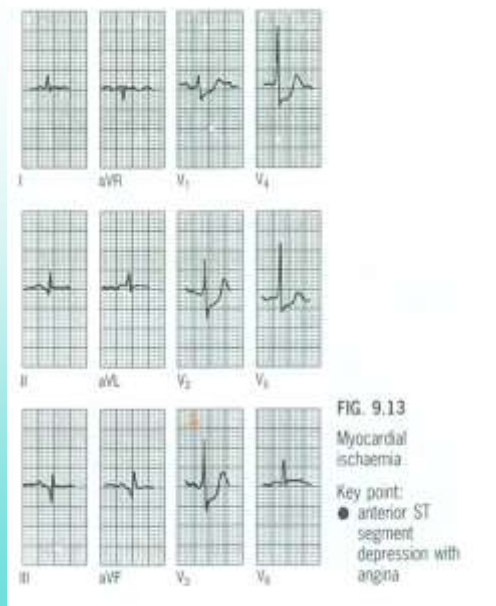 I aVR V₁ V₄
II aVL V₂ V₅
III aVF V₃ V₆
FIG. 9.13
Myocardial
ischaemia
Key point:
● anterior ST
segment
depression with
angina